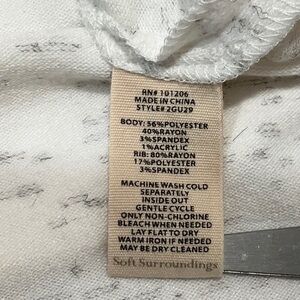 RN# 101206
MADE IN CHINA
STYLE# 2GU29
BODY: 56%POLYESTER
40%RAYON
3%SPANDEX
1%ACRYLIC
RIB: 80%RAYON
17%POLYESTER
3%SPANDEX
MACHINE WASH COLD
SEPARATELY
INSIDE OUT
GENTLE CYCLE
ONLY NON-CHLORINE
BLEACH WHEN NEEDED
LAY FLAT TO DRY
WARM IRON IF NEEDED
MAY BE DRY CLEANED
Soft Surroundings